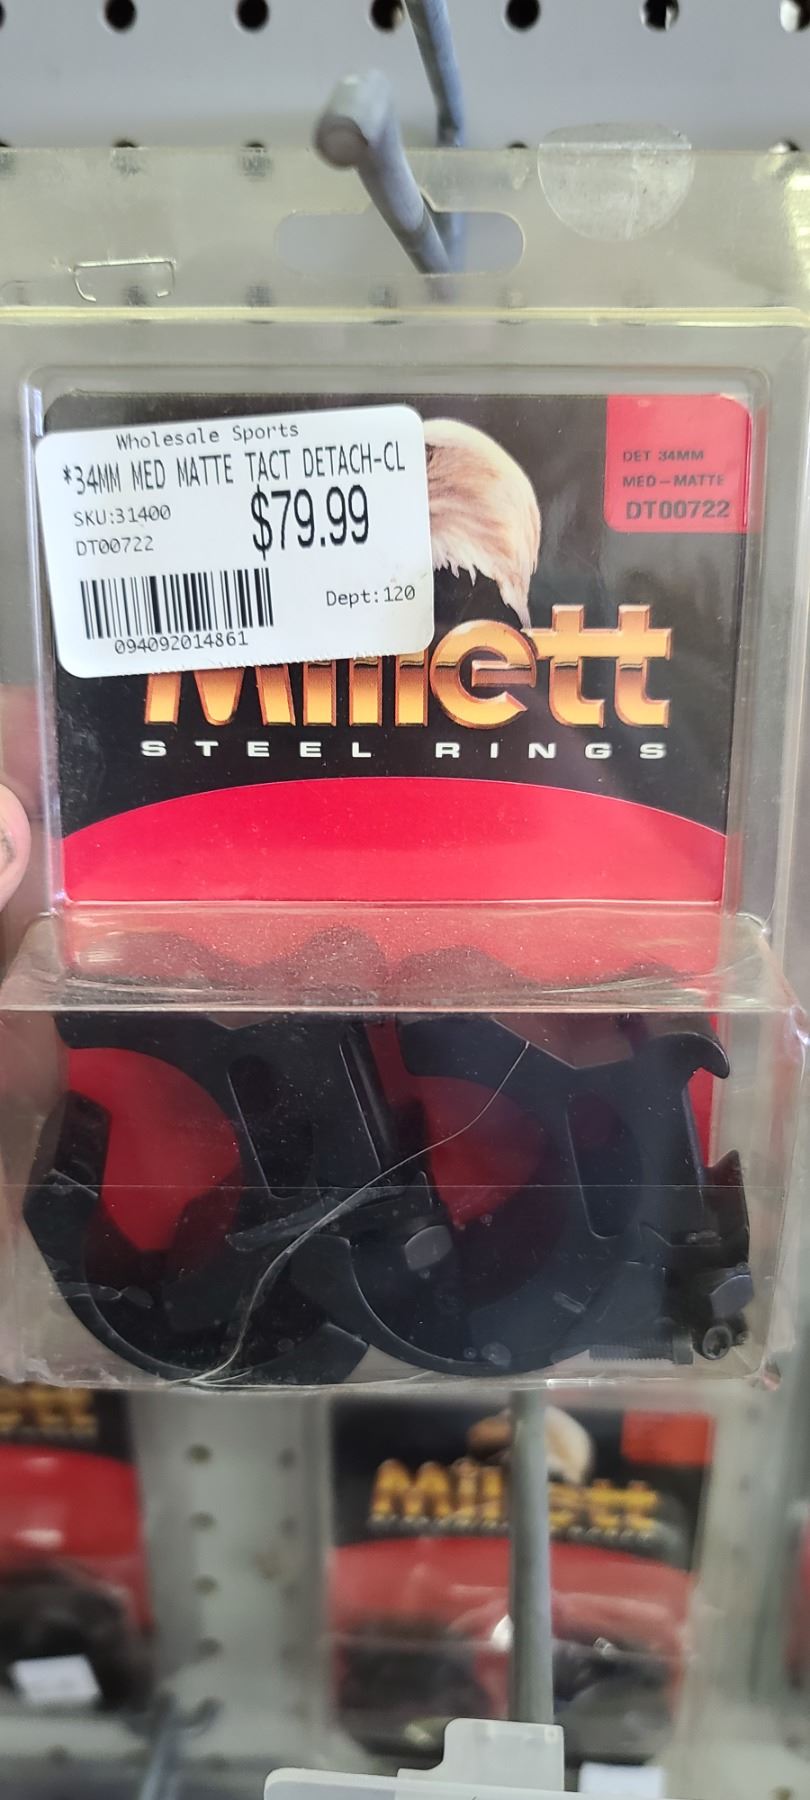 Wholesale Sports
*34MM MED MATTE TACT DETACH-CL
SKU:31400
$79.99
DT00722
Dept:120
094092014861
DET 34MM
MED-MATTE
DT00722
Millett
STEEL RINGS
Millett